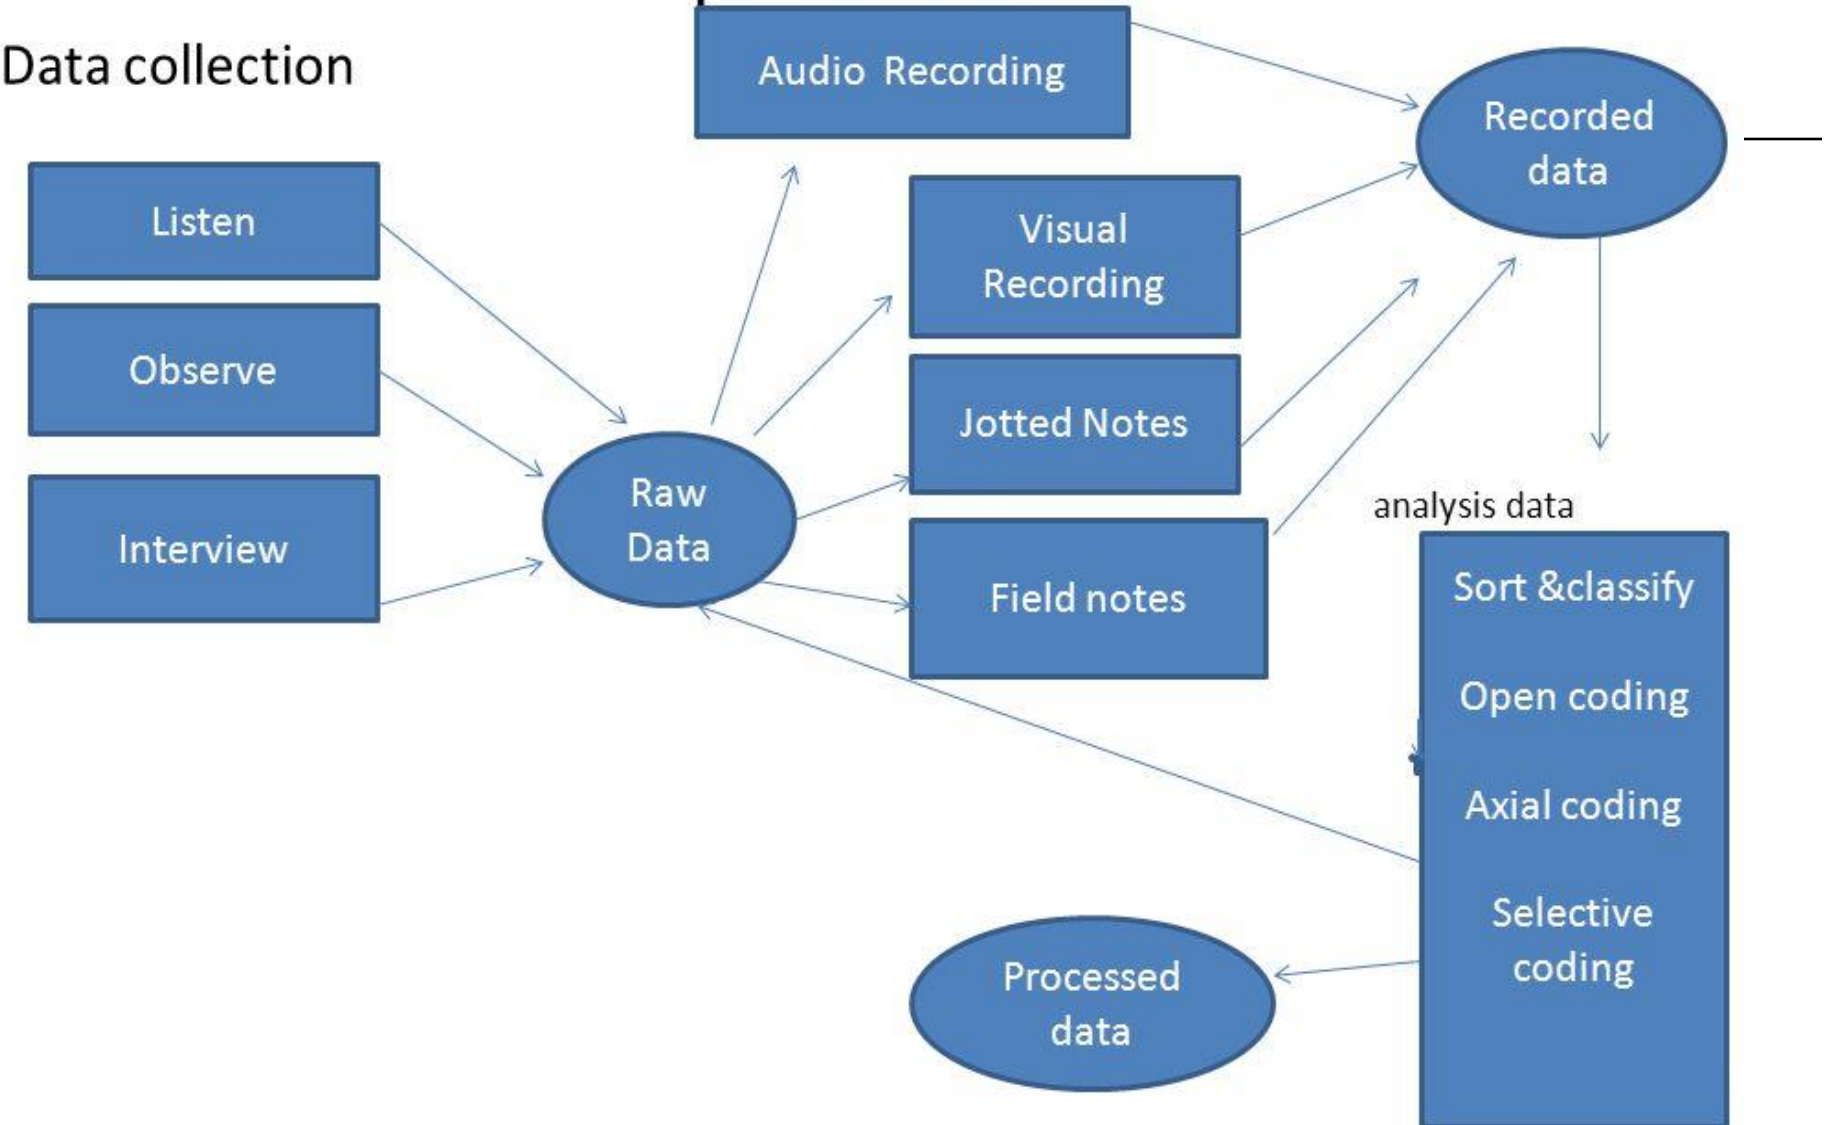 Data collection
Audio Recording
Recorded
data
Listen
Visual
Recording
Observe
Jotted Notes
Raw
Data
Interview
Field notes
analysis data
Sort &classify
Open coding
Axial coding
Selective
coding
Processed
data